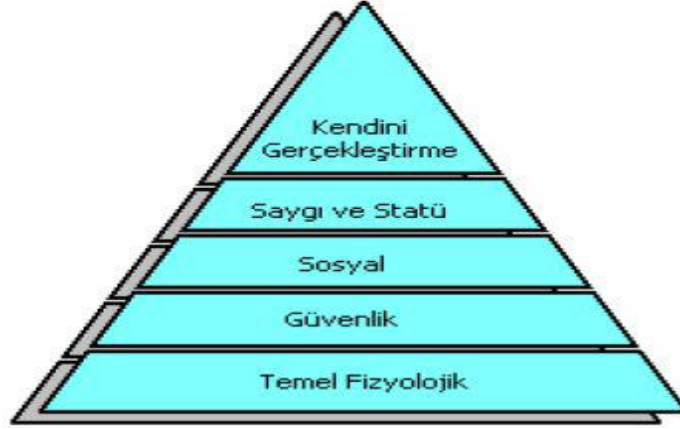 Kendini
Gerçekleştirme
Saygı ve Statü
Sosyal
Güvenlik
Temel Fizyolojik